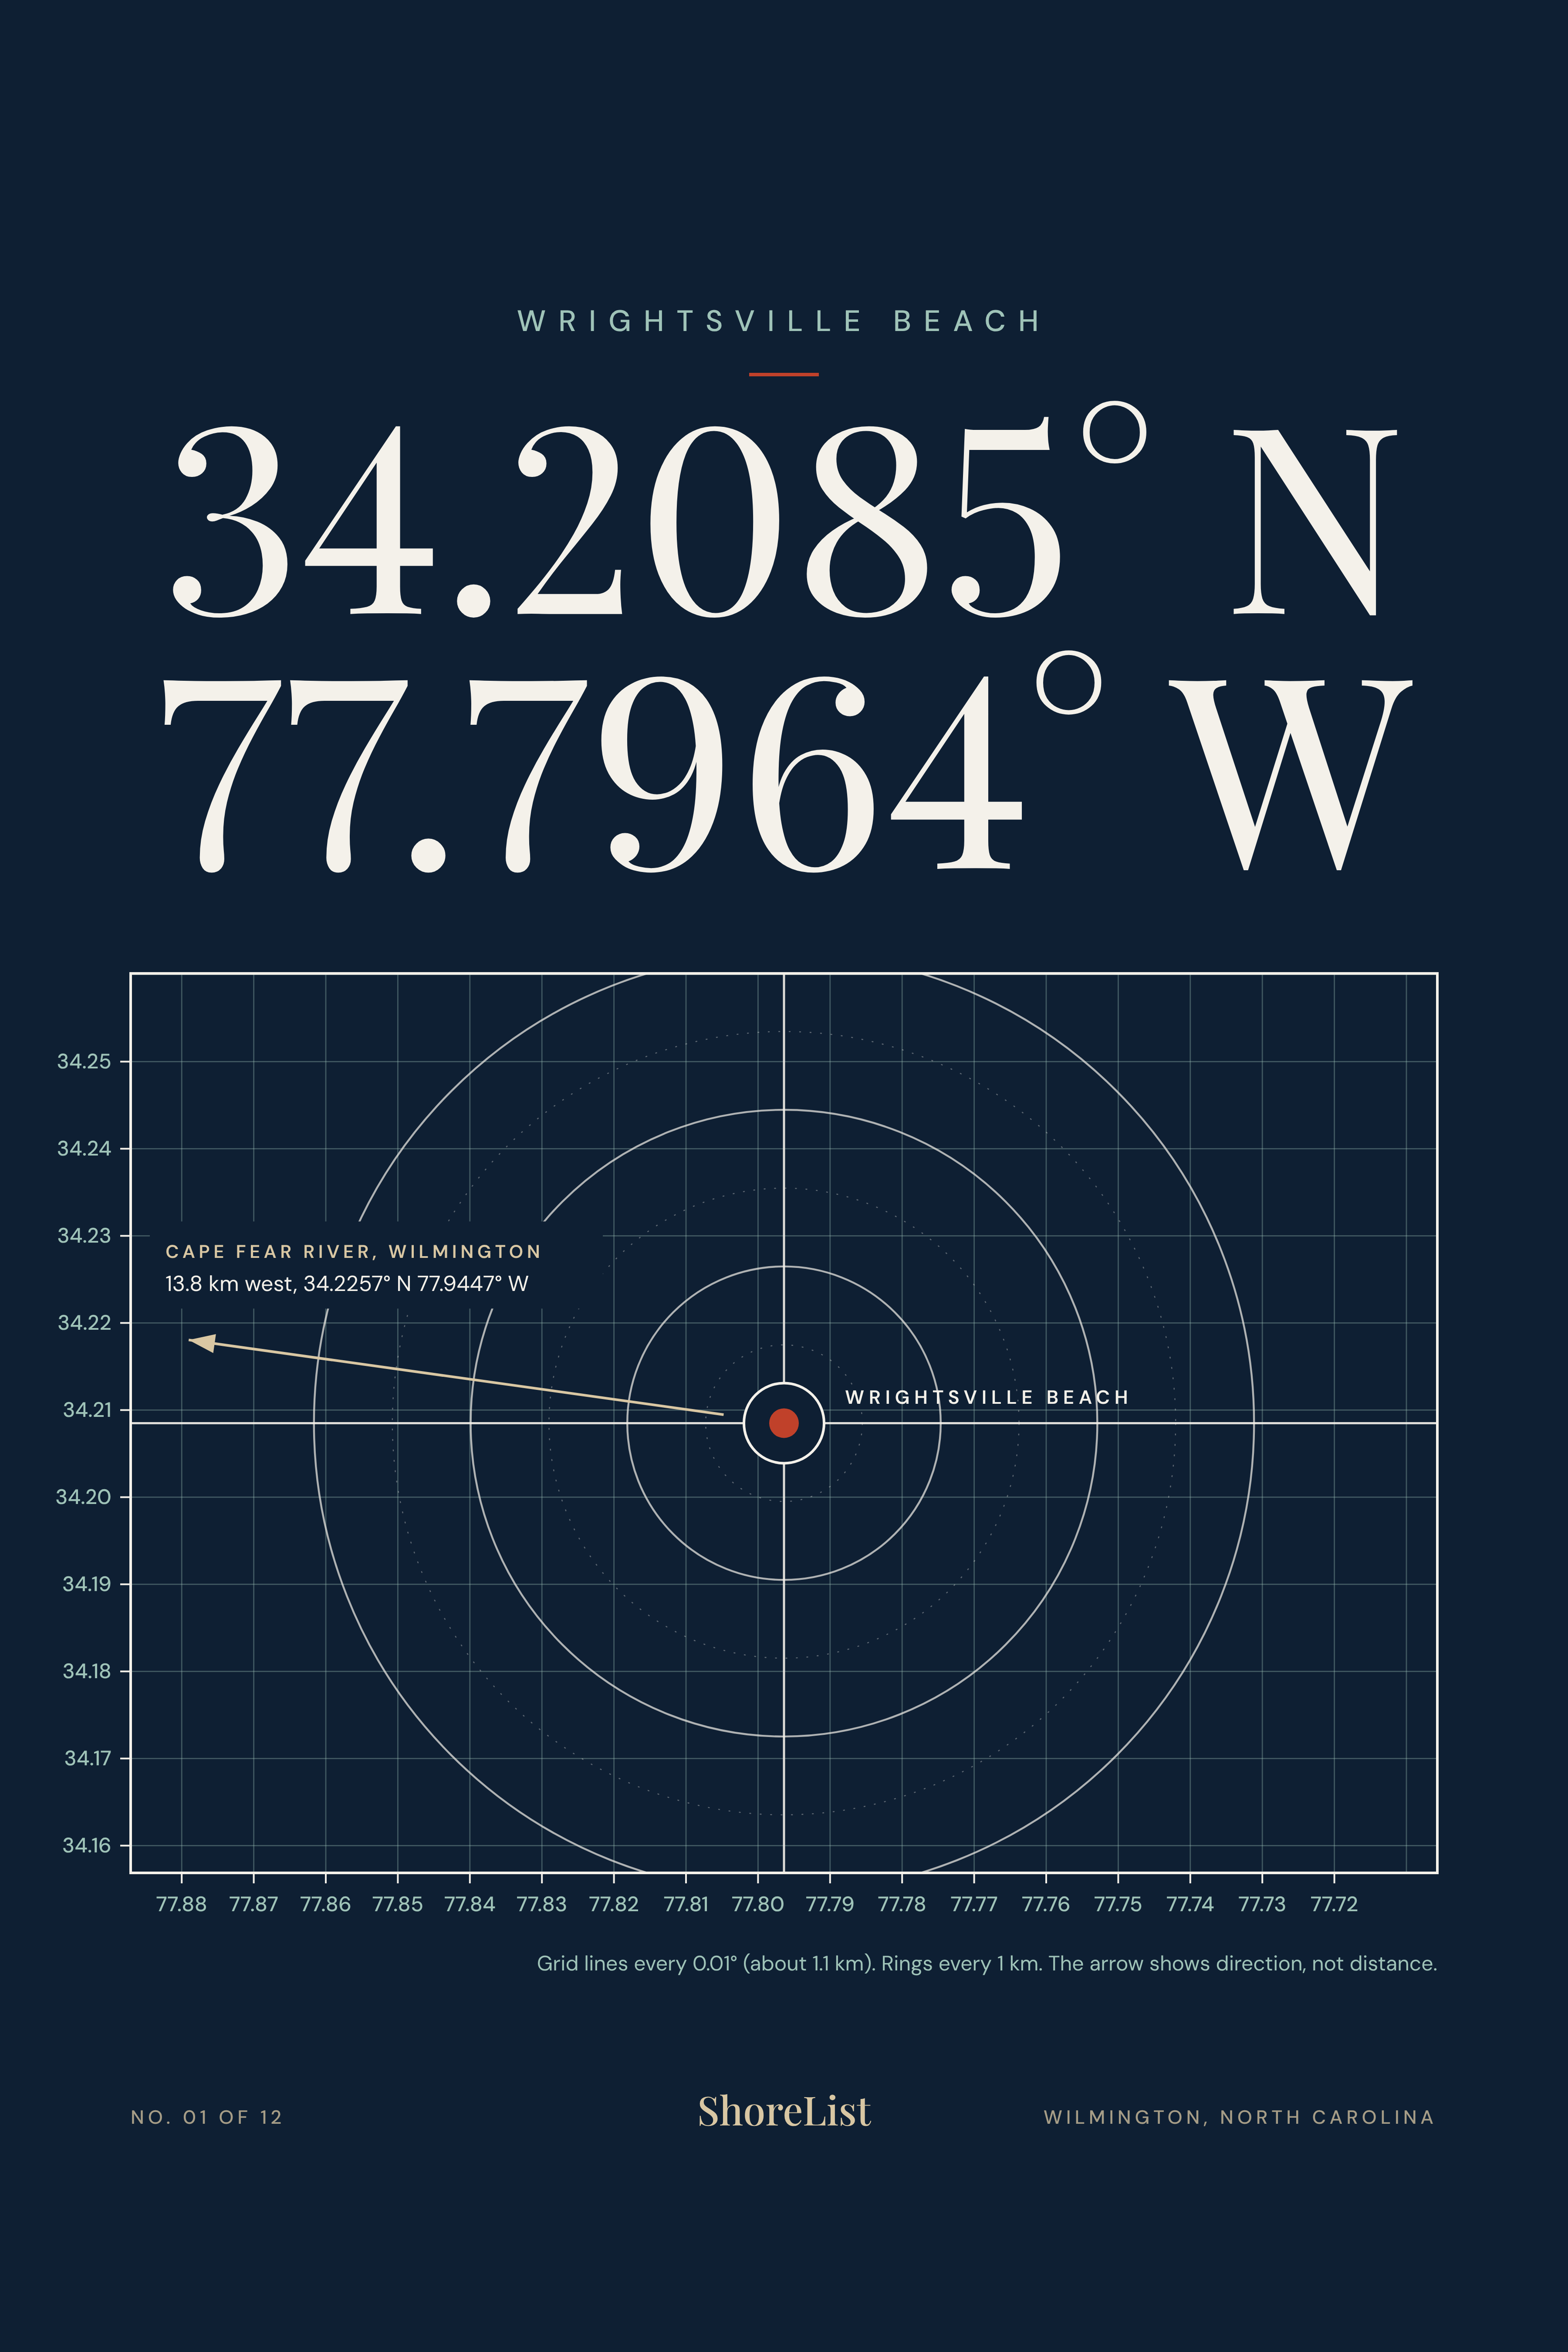 WRIGHTSVILLE BEACH
34.2085° N
77.7964° W
34.25
34.24
34.23
CAPE FEAR RIVER, WILMINGTON
13.8 km west, 34.2257° N 77.9447° W
34.22
WRIGHTSVILLE BEACH
34.21
34.20
34.19
34.18
34.17
34.16
77.88 77.87 77.86 77.85 77.84 77.83 77.82 77.81 77.80 77.79 77.78 77.77 77.76 77.75 77.74 77.73 77.72
Grid lines every 0.01° (about 1.1 km). Rings every 1 km. The arrow shows direction, not distance.
NO. 01 OF 12 ShoreList WILMINGTON, NORTH CAROLINA